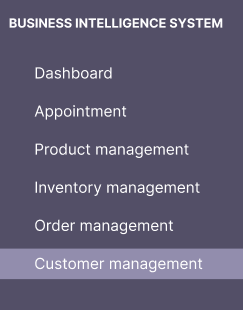 BUSINESS INTELLIGENCE SYSTEM
Dashboard
Appointment
Product management
Inventory management
Order management
Customer management